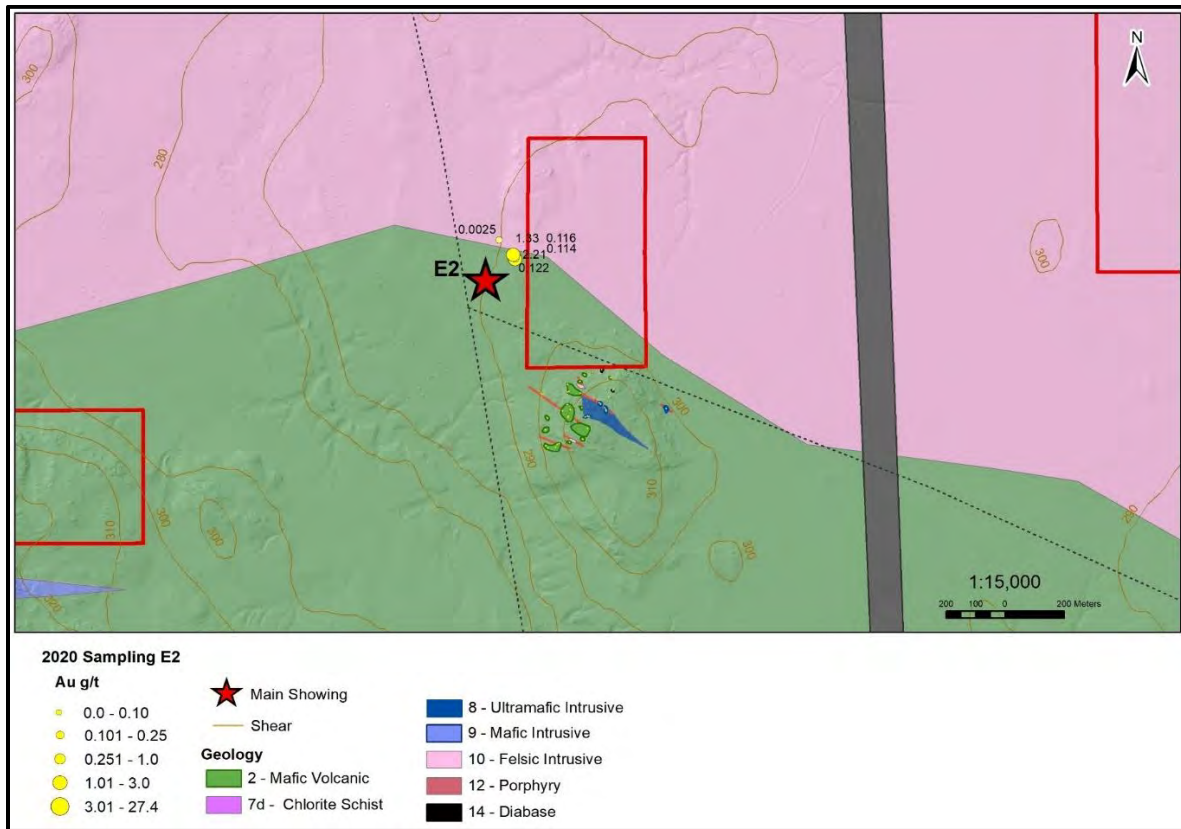 N
300
280
0.0025
1.33 0.116
0.114
2.21
0.122
E2
300
300
290
310
300
310
300
300
280
320
1:15,000
200 100 0 200 Meters
2020 Sampling E2
Au g/t
0.0 - 0.10
0.101 - 0.25
0.251 - 1.0
1.01 - 3.0
3.01 - 27.4
Main Showing
Shear
Geology
2 - Mafic Volcanic
7d - Chlorite Schist
8 - Ultramafic Intrusive
9 - Mafic Intrusive
10 - Felsic Intrusive
12 - Porphyry
14 - Diabase